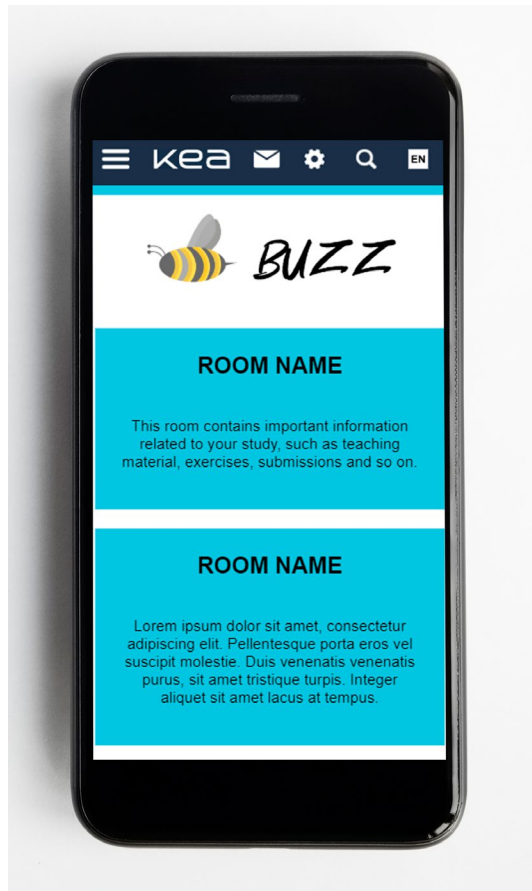 kea
EN
BUZZ
ROOM NAME
This room contains important information
related to your study, such as teaching
material, exercises, submissions and so on.
ROOM NAME
Lorem ipsum dolor sit amet, consectetur
adipiscing elit. Pellentesque porta eros vel
suscipit molestie. Duis venenatis venenatis
purus, sit amet tristique turpis. Integer
aliquet sit amet lacus at tempus.